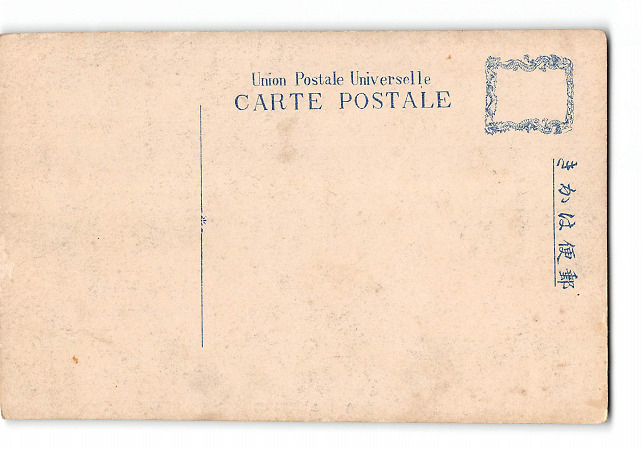 Union Postale Universelle
CARTE POSTALE
きかは便郵